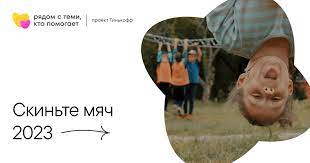 рядом с теми,
кто помогает
проект Тинькофф
Скиньте мяч
2023